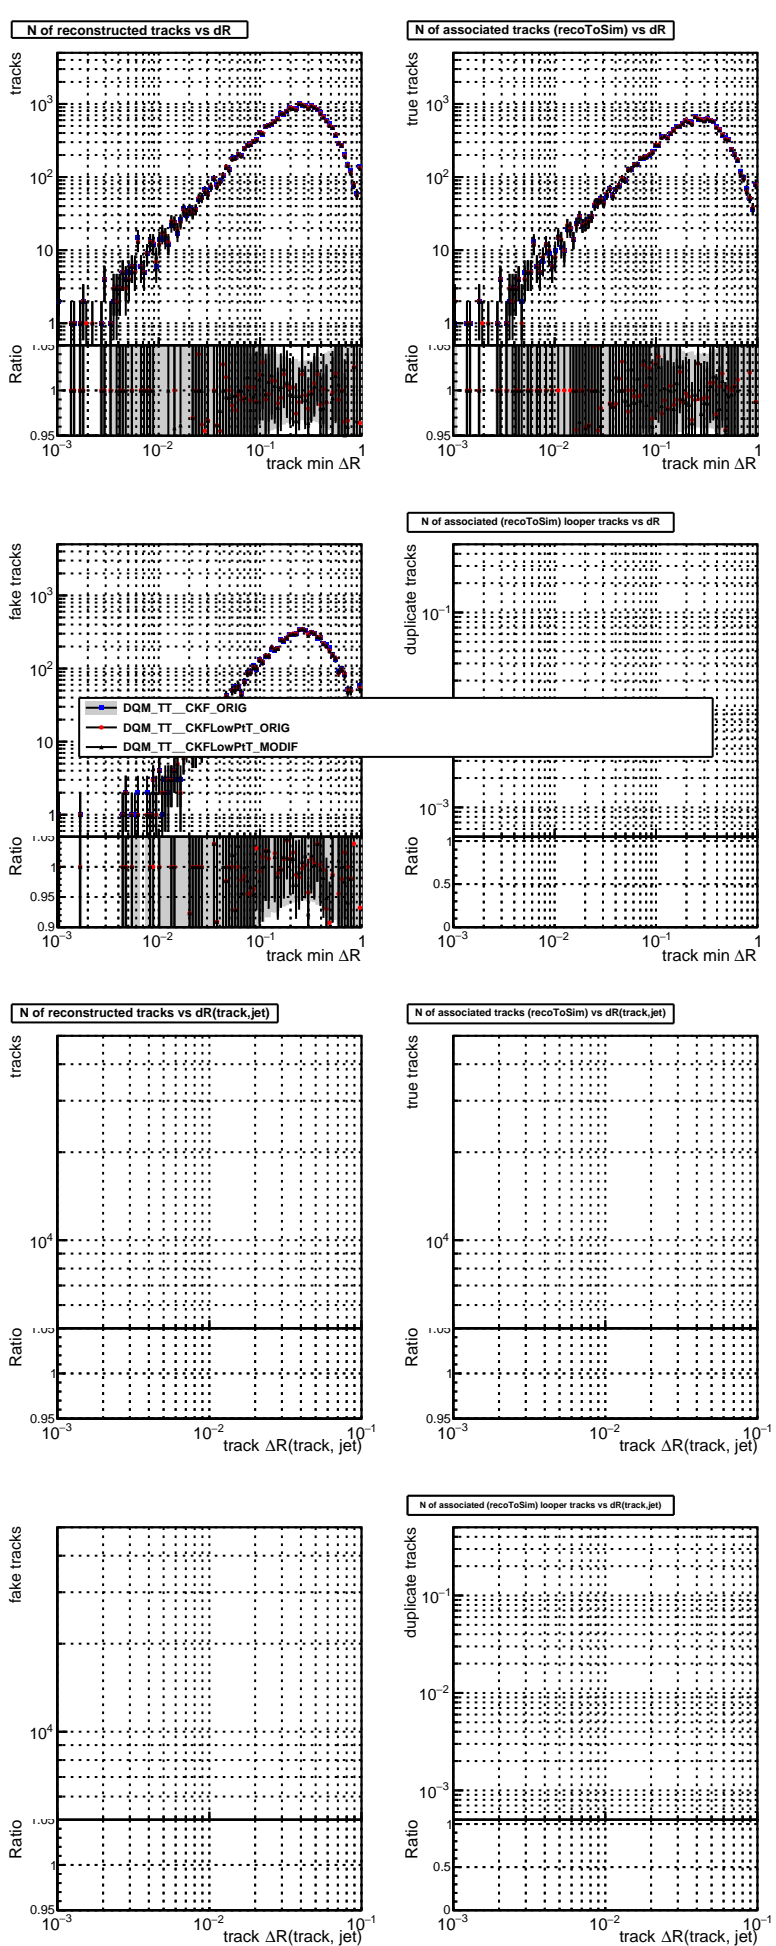 N of reconstructed tracks vs dR
N of associated tracks (recoToSim) vs dR
tracks
10³
10²
10
1
Ratio
1.05
1
0.95
10⁻³ 10⁻² 10⁻¹ 1
track min ΔR
true tracks
10³
10²
10
1
Ratio
1.05
1
0.95
10⁻³ 10⁻² 10⁻¹ 1
track min ΔR
N of associated (recoToSim) looper tracks vs dR
fake tracks
10³
10²
10
1
Ratio
1.05
1
0.95
0.9
10⁻³ 10⁻² 10⁻¹ 1
track min ΔR
duplicate tracks
10⁻¹
10⁻³
Ratio
1
0.5
0
10⁻³ 10⁻² 10⁻¹ 1
track min ΔR
DQM_TT__CKF_ORIG
DQM_TT__CKFLowPtT_ORIG
DQM_TT__CKFLowPtT_MODIF
N of reconstructed tracks vs dR(track,jet)
N of associated tracks (recoToSim) vs dR(track,jet)
tracks
10⁴
Ratio
1.05
1
0.95
10⁻³ 10⁻² 10⁻¹
track ΔR(track, jet)
true tracks
10⁴
Ratio
1.05
1
0.95
10⁻³ 10⁻² 10⁻¹
track ΔR(track, jet)
N of associated (recoToSim) looper tracks vs dR(track,jet)
fake tracks
10⁴
Ratio
1.05
1
0.95
10⁻³ 10⁻² 10⁻¹
track ΔR(track, jet)
duplicate tracks
10⁻¹
10⁻²
10⁻³
Ratio
1
0.5
0
10⁻³ 10⁻² 10⁻¹
track ΔR(track, jet)